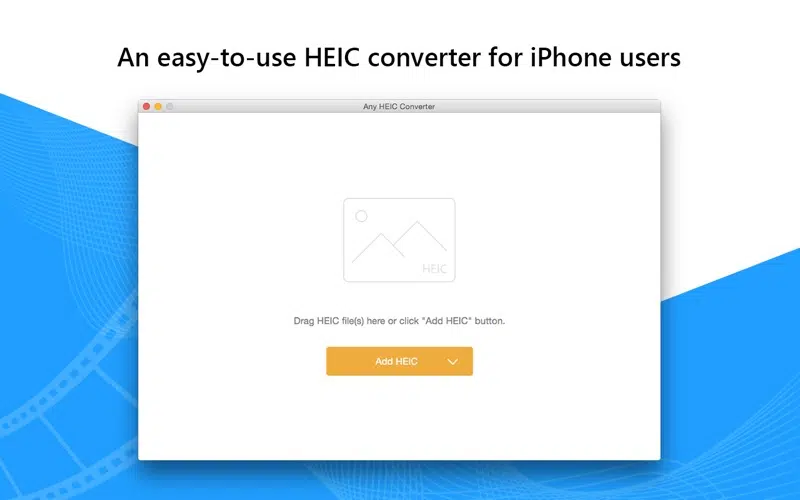 An easy-to-use HEIC converter for iPhone users
Any HEIC Converter
HEIC
Drag HEIC file(s) here or click "Add HEIC" button.
Add HEIC